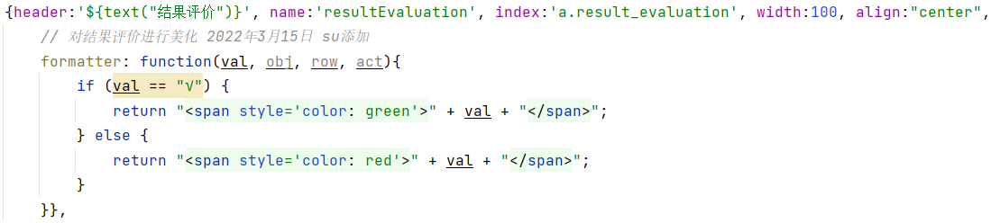 {header:'${text("结果评价")}', name:'resultEvaluation', index:'a.result_evaluation', width:100, align:"center",
// 对结果评价进行美化 2022年3月15日 su添加
formatter: function(val, obj, row, act){
if (val == "√") {
return "<span style='color: green'>" + val + "</span>";
} else {
return "<span style='color: red'>" + val + "</span>";
}
}},